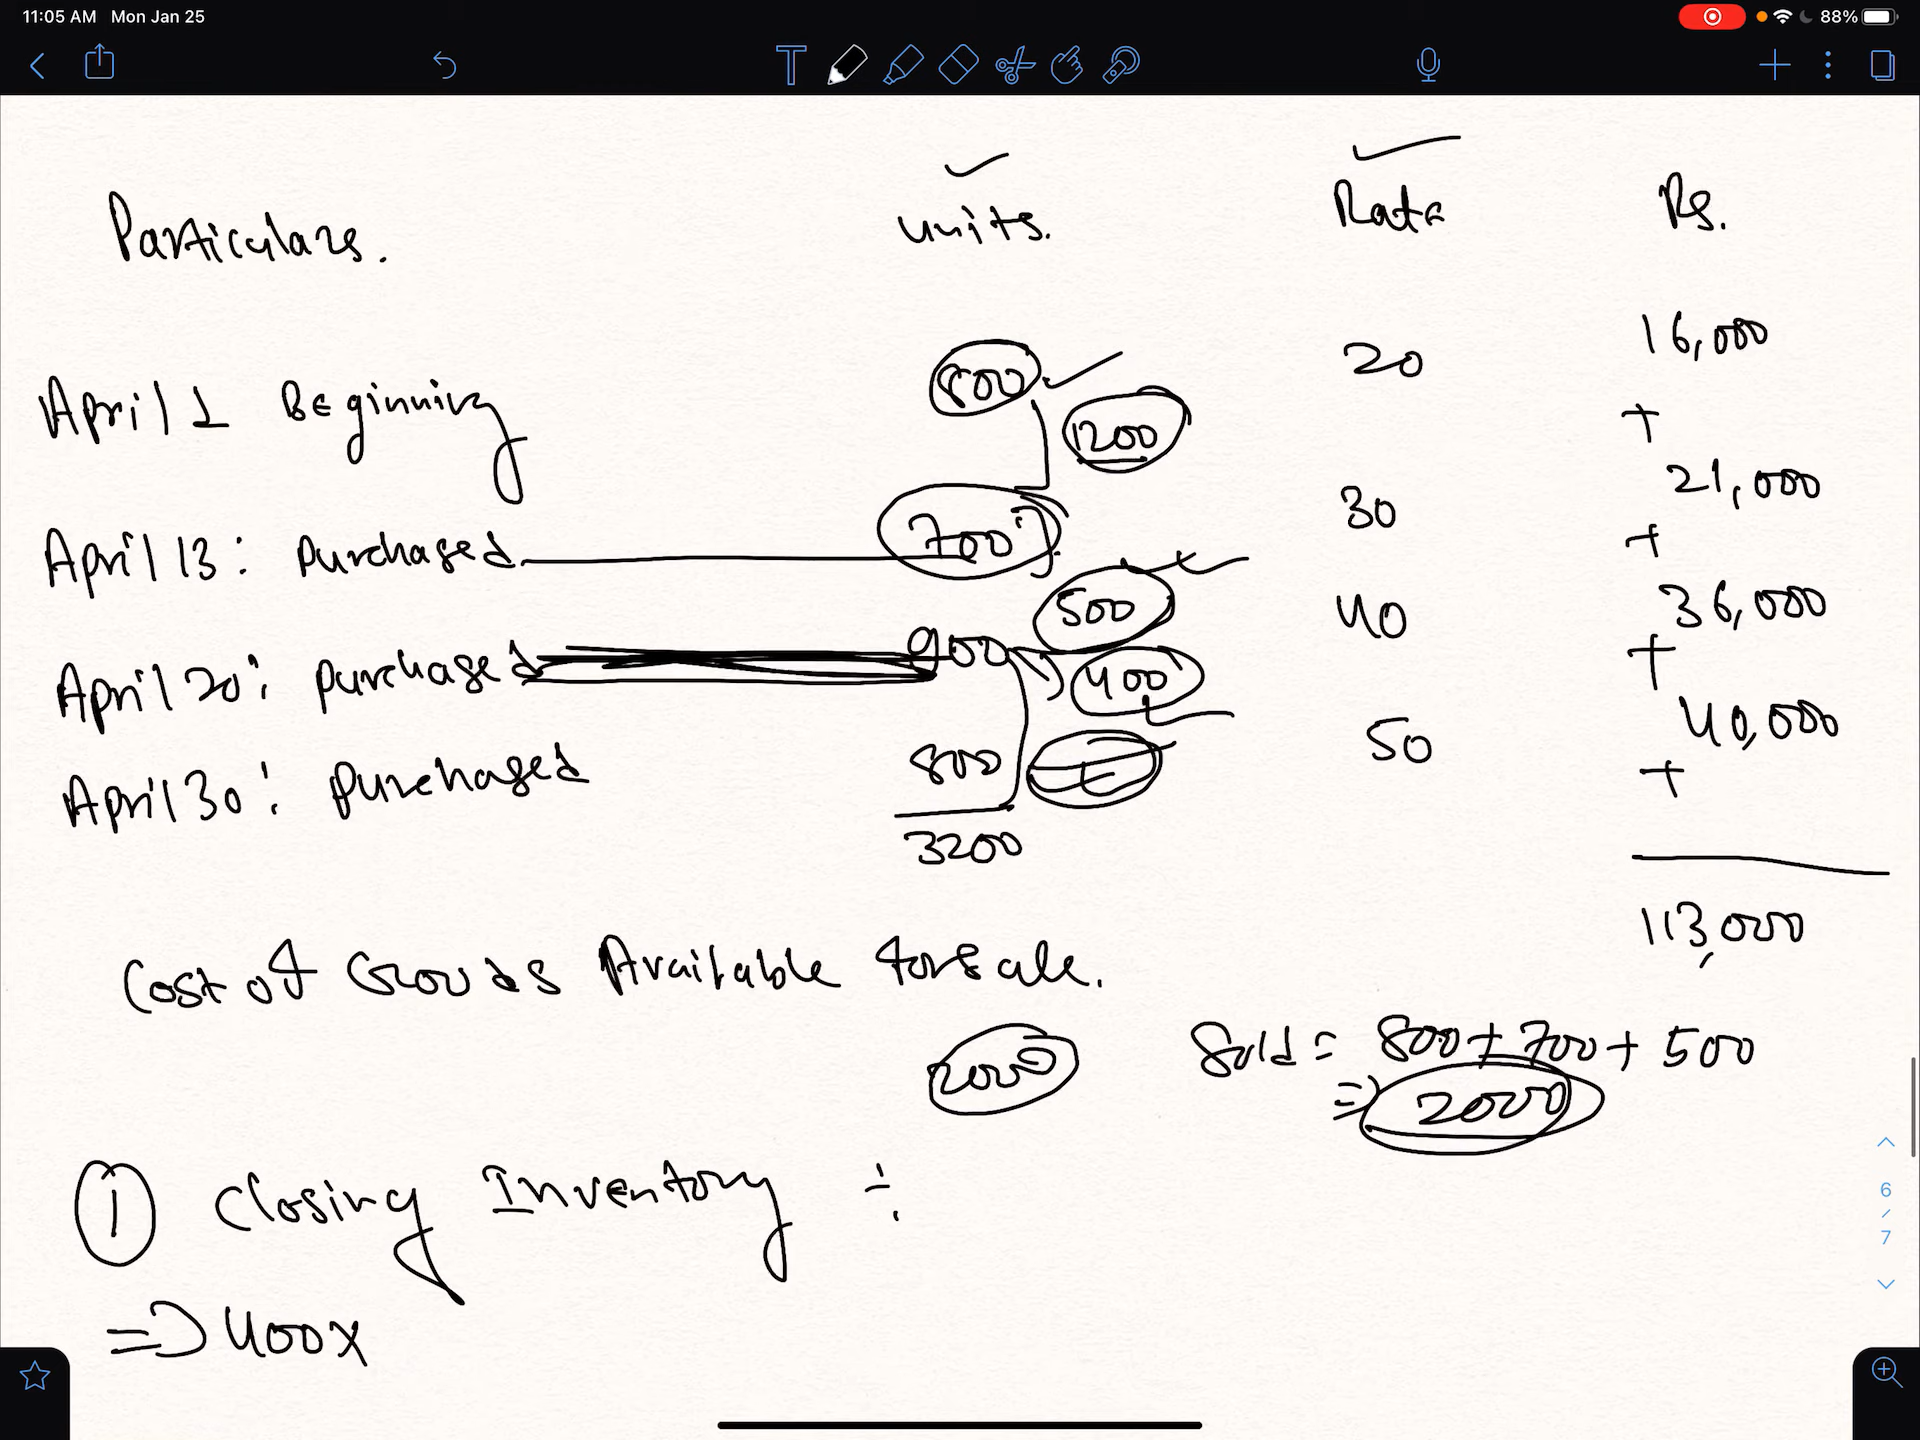 11:05 AM Mon Jan 25
88%
Particulars. units. Rate Rs.
April 1 Beginning 800 20 16,000
1200 +
April 13: Purchased 700 30 21,000
+
500
April 20: Purchased 900 40 36,000
400 +
April 30: Purchased 800 50 40,000
+
3200
113,000
Cost of Goods Available for sale.
2000 Sold = 800 + 700 + 500
=> 2000
1 Closing Inventory ÷
=> 400x
6
/
7